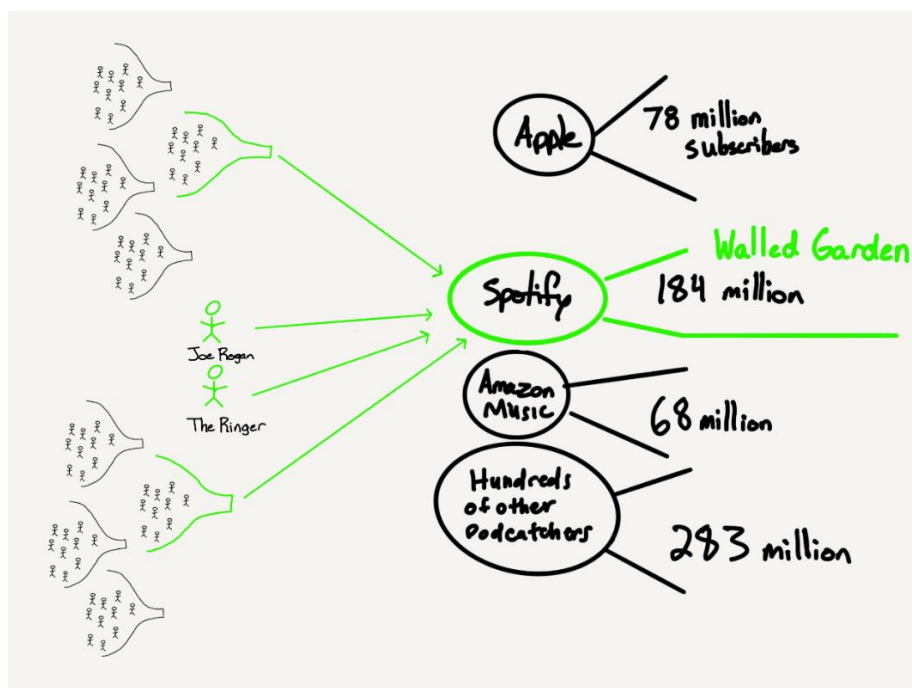 Apple
78 million
subscribers
Walled Garden
Spotify
184 million
Joe Rogan
The Ringer
Amazon
Music
68 million
Hundreds
of other
Podcatchers
283 million